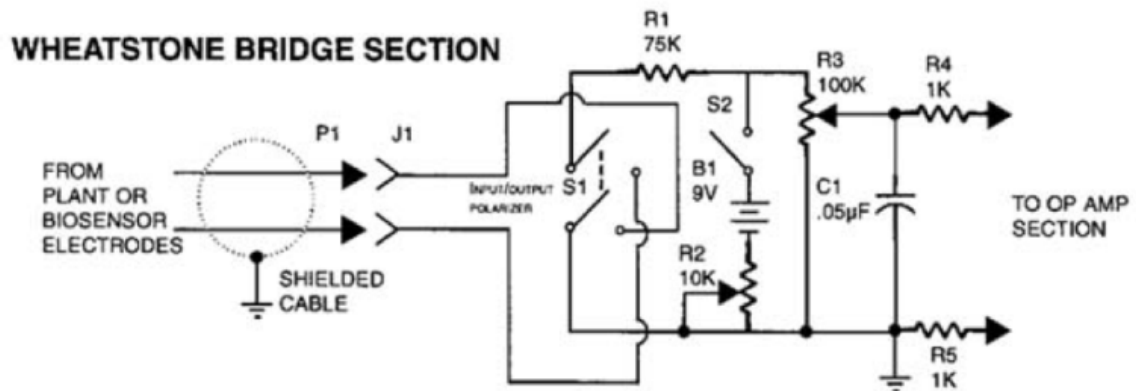 WHEATSTONE BRIDGE SECTION
R1
75K
R3
100K
R4
1K
S2
P1
J1
FROM
PLANT OR
BIOSENSOR
ELECTRODES
INPUT/OUTPUT
POLARIZER
S1
B1
9V
C1
.05µF
TO OP AMP
SECTION
SHIELDED
CABLE
R2
10K
R5
1K